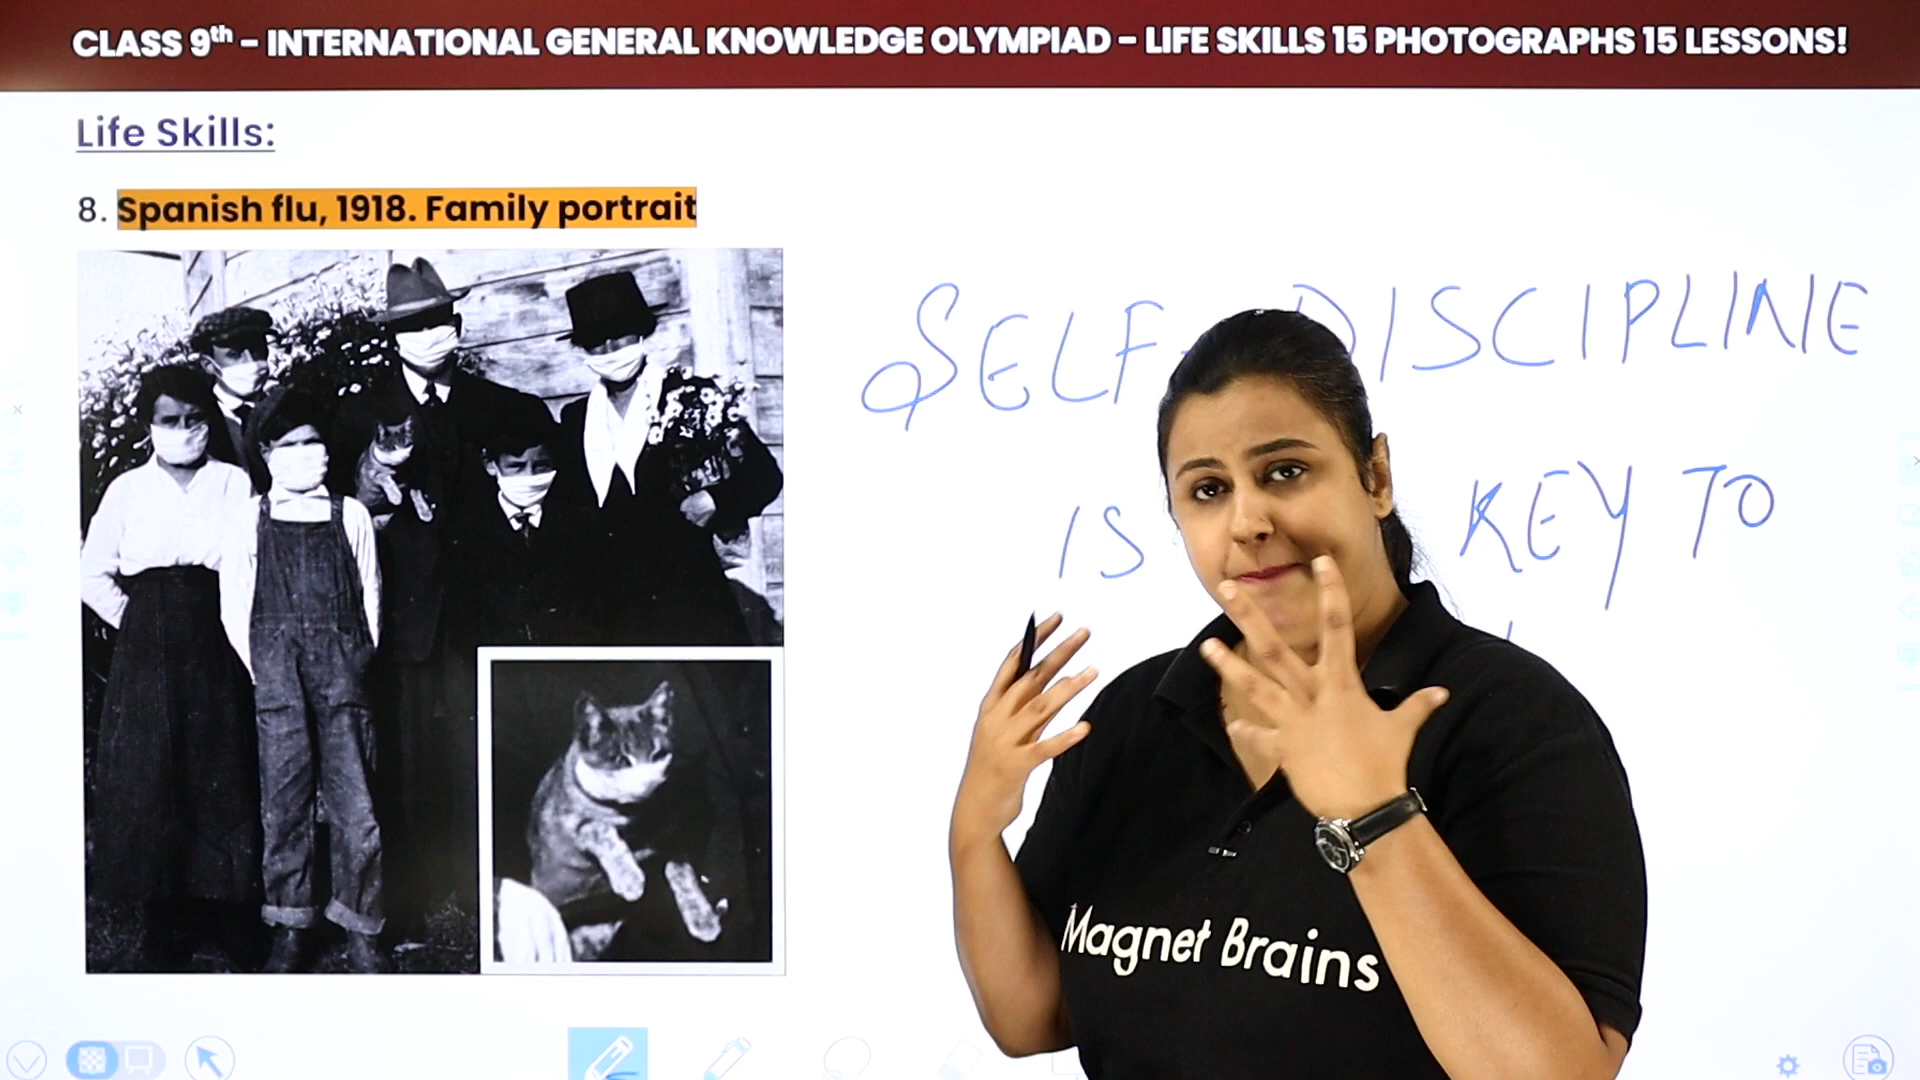 CLASS 9th - INTERNATIONAL GENERAL KNOWLEDGE OLYMPIAD - LIFE SKILLS 15 PHOTOGRAPHS 15 LESSONS!
Life Skills:
8. Spanish flu, 1918. Family portrait
SELF-DISCIPLINE
IS KEY TO
Magnet Brains